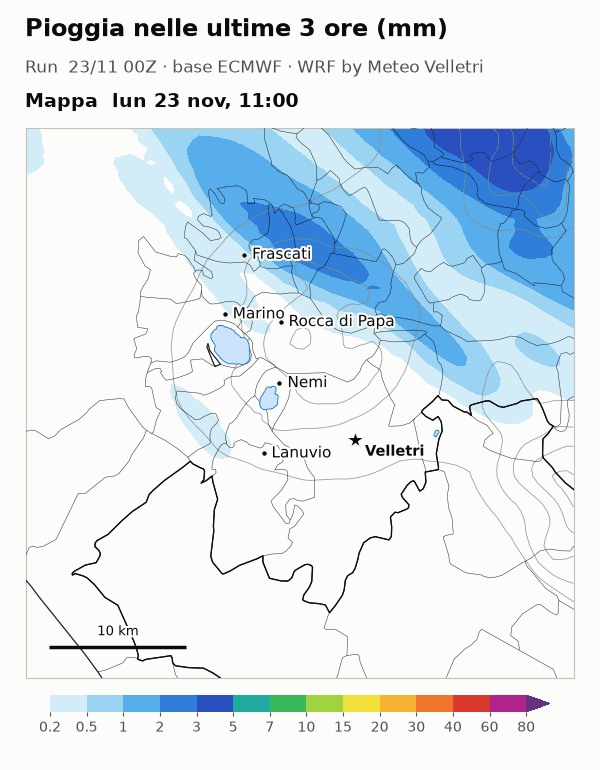 Pioggia nelle ultime 3 ore (mm)
Run  23/11 00Z · base ECMWF · WRF by Meteo Velletri
Mappa  lun 23 nov, 11:00
Frascati
Marino
Rocca di Papa
Nemi
Velletri
Lanuvio
10 km
0.2 0.5 1 2 3 5 7 10 15 20 30 40 60 80